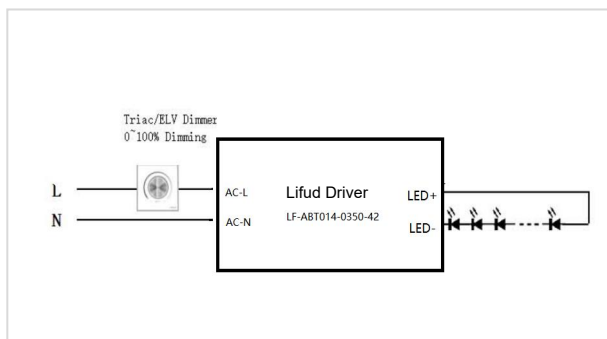 Triac/ELV Dimmer
0~100% Dimming
L
N
AC-L
AC-N
Lifud Driver
LF-ABT014-0350-42
LED+
LED-